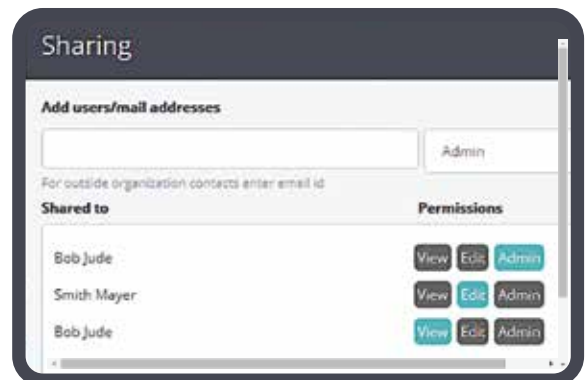 Sharing
Add users/mail addresses
Admin
For outside organization contacts enter email id
Shared to Permissions
Bob Jude View Edit Admin
Smith Mayer View Edit Admin
Bob Jude View Edit Admin